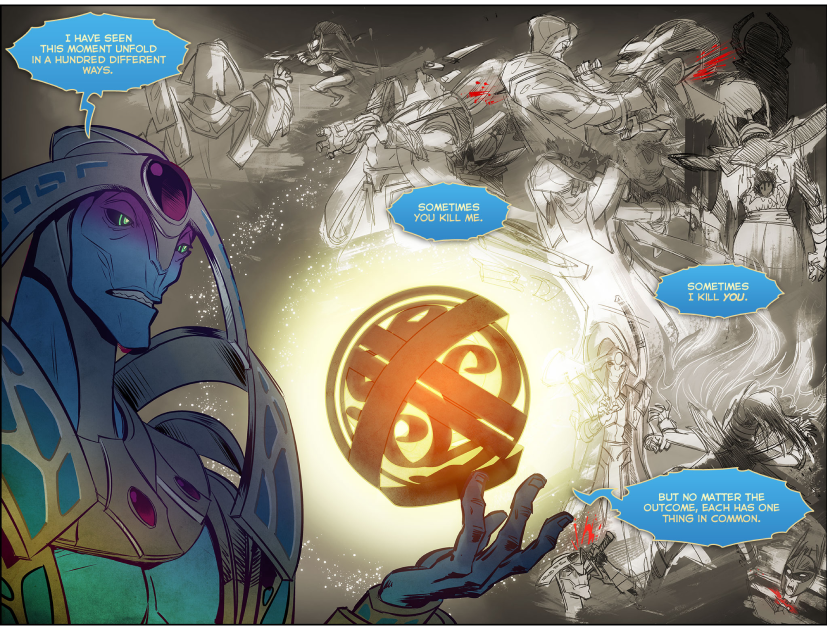 I HAVE SEEN
THIS MOMENT UNFOLD
IN A HUNDRED DIFFERENT
WAYS.
SOMETIMES
YOU KILL ME.
SOMETIMES
I KILL YOU.
BUT NO MATTER THE
OUTCOME, EACH HAS ONE
THING IN COMMON.